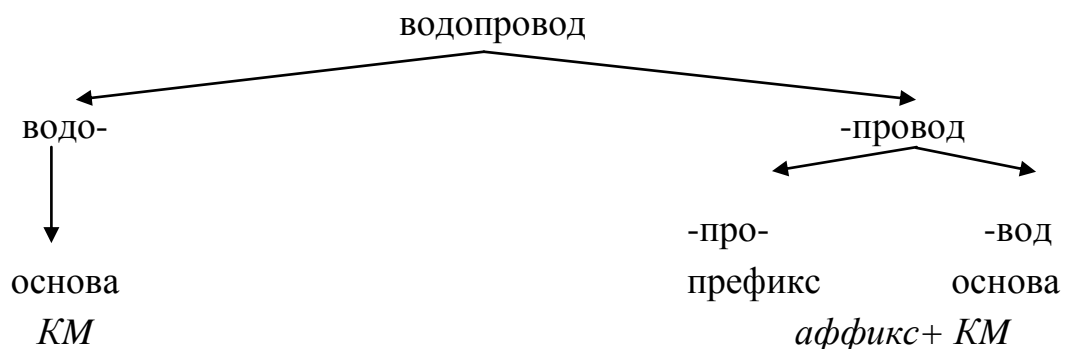 водопровод
водо- -провод
-про- -вод
основа префикс основа
КМ аффикс+ КМ